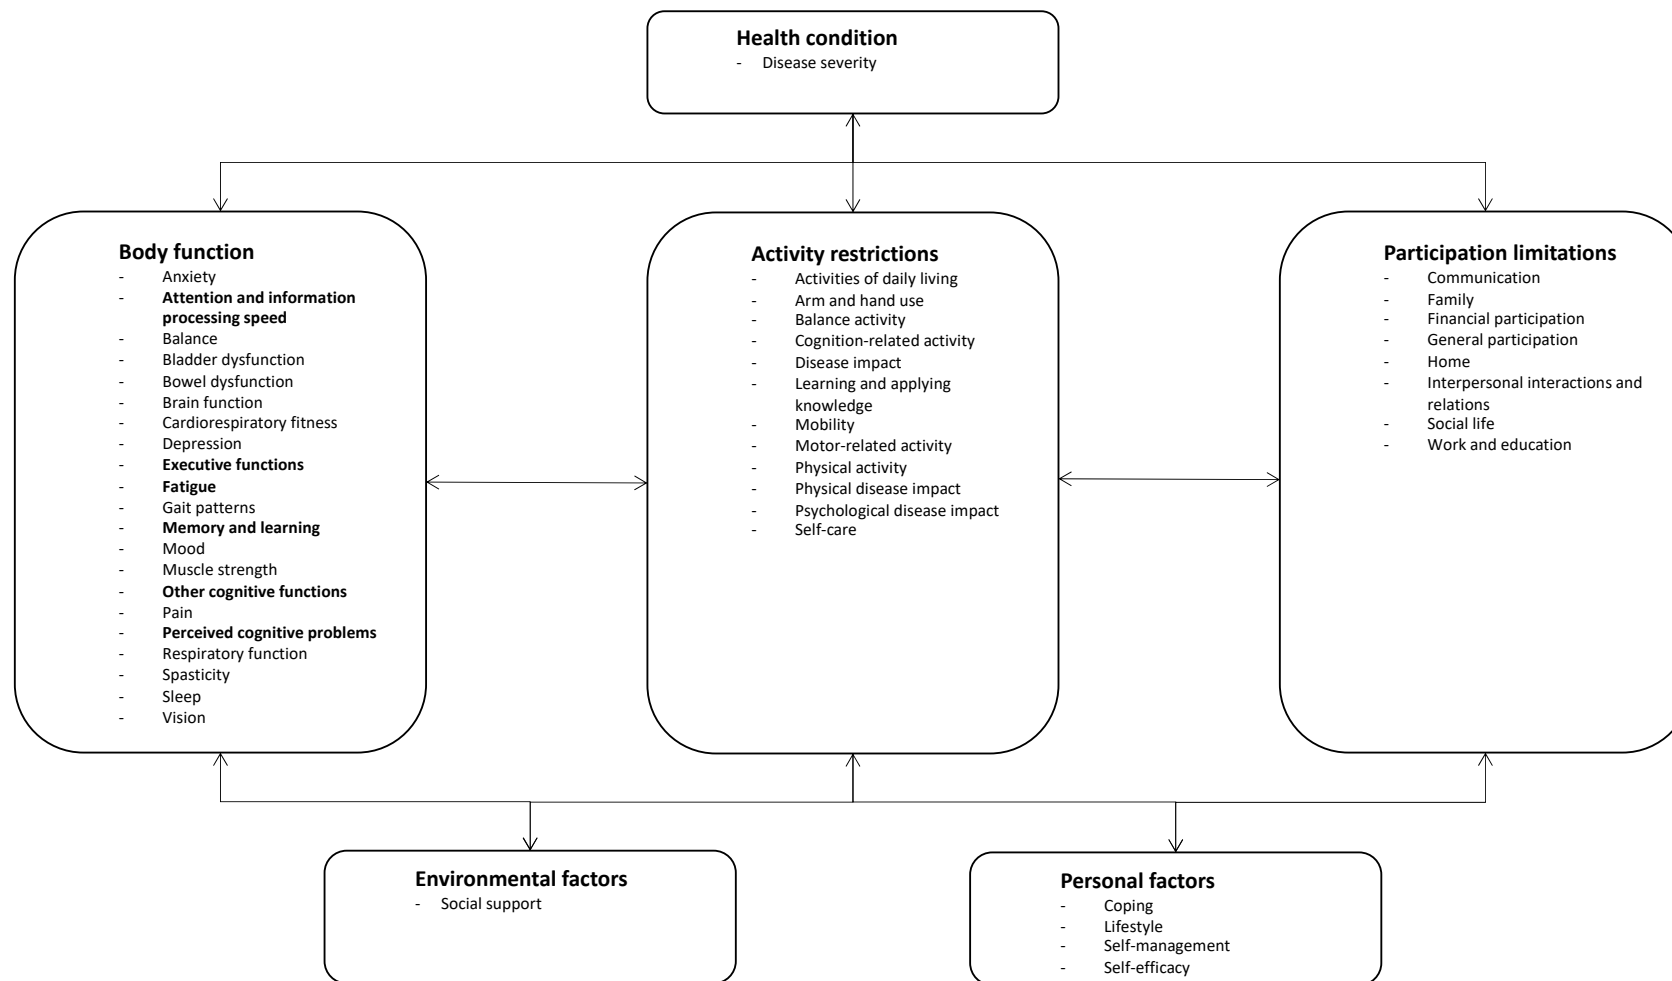 Health condition
- Disease severity
Body function
- Anxiety
- Attention and information
processing speed
- Balance
- Bladder dysfunction
- Bowel dysfunction
- Brain function
- Cardiorespiratory fitness
- Depression
- Executive functions
- Fatigue
- Gait patterns
- Memory and learning
- Mood
- Muscle strength
- Other cognitive functions
- Pain
- Perceived cognitive problems
- Respiratory function
- Spasticity
- Sleep
- Vision
Activity restrictions
- Activities of daily living
- Arm and hand use
- Balance activity
- Cognition-related activity
- Disease impact
- Learning and applying
knowledge
- Mobility
- Motor-related activity
- Physical activity
- Physical disease impact
- Psychological disease impact
- Self-care
Participation limitations
- Communication
- Family
- Financial participation
- General participation
- Home
- Interpersonal interactions and
relations
- Social life
- Work and education
Environmental factors
- Social support
Personal factors
- Coping
- Lifestyle
- Self-management
- Self-efficacy